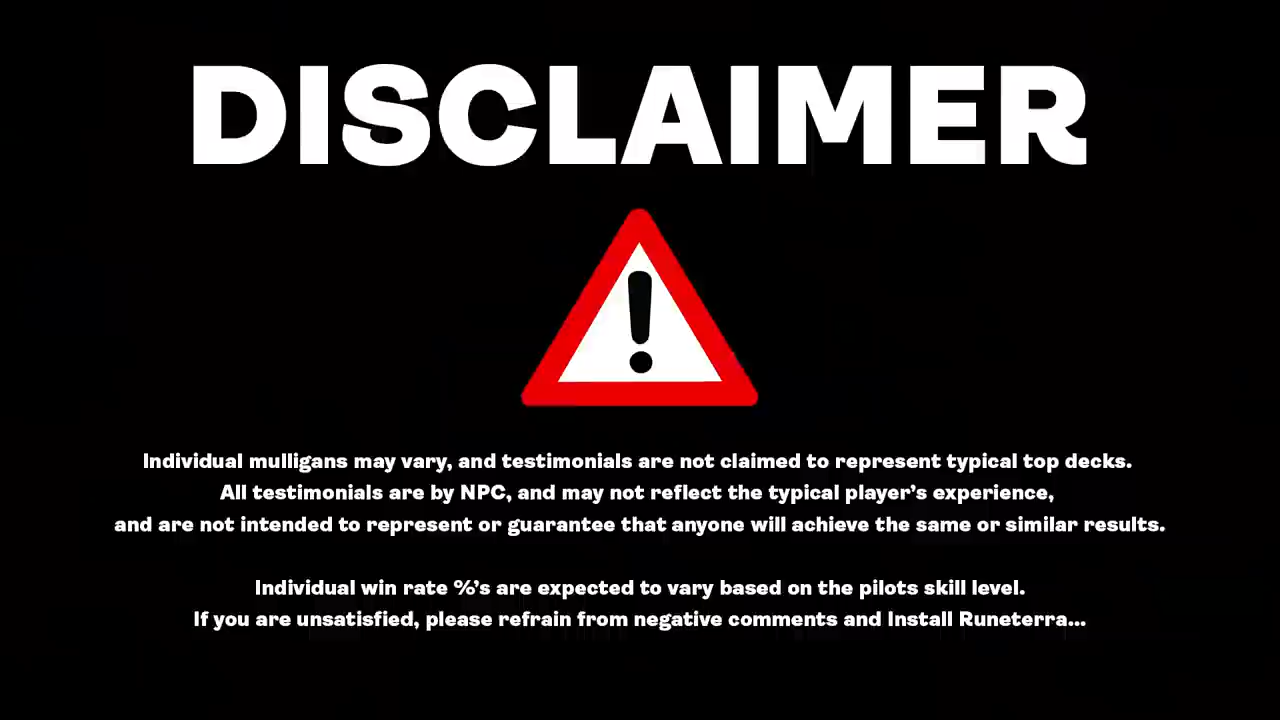 DISCLAIMER
Individual mulligans may vary, and testimonials are not claimed to represent typical top decks.
All testimonials are by NPC, and may not reflect the typical player’s experience,
and are not intended to represent or guarantee that anyone will achieve the same or similar results.
Individual win rate %’s are expected to vary based on the pilots skill level.
If you are unsatisfied, please refrain from negative comments and Install Runeterra...